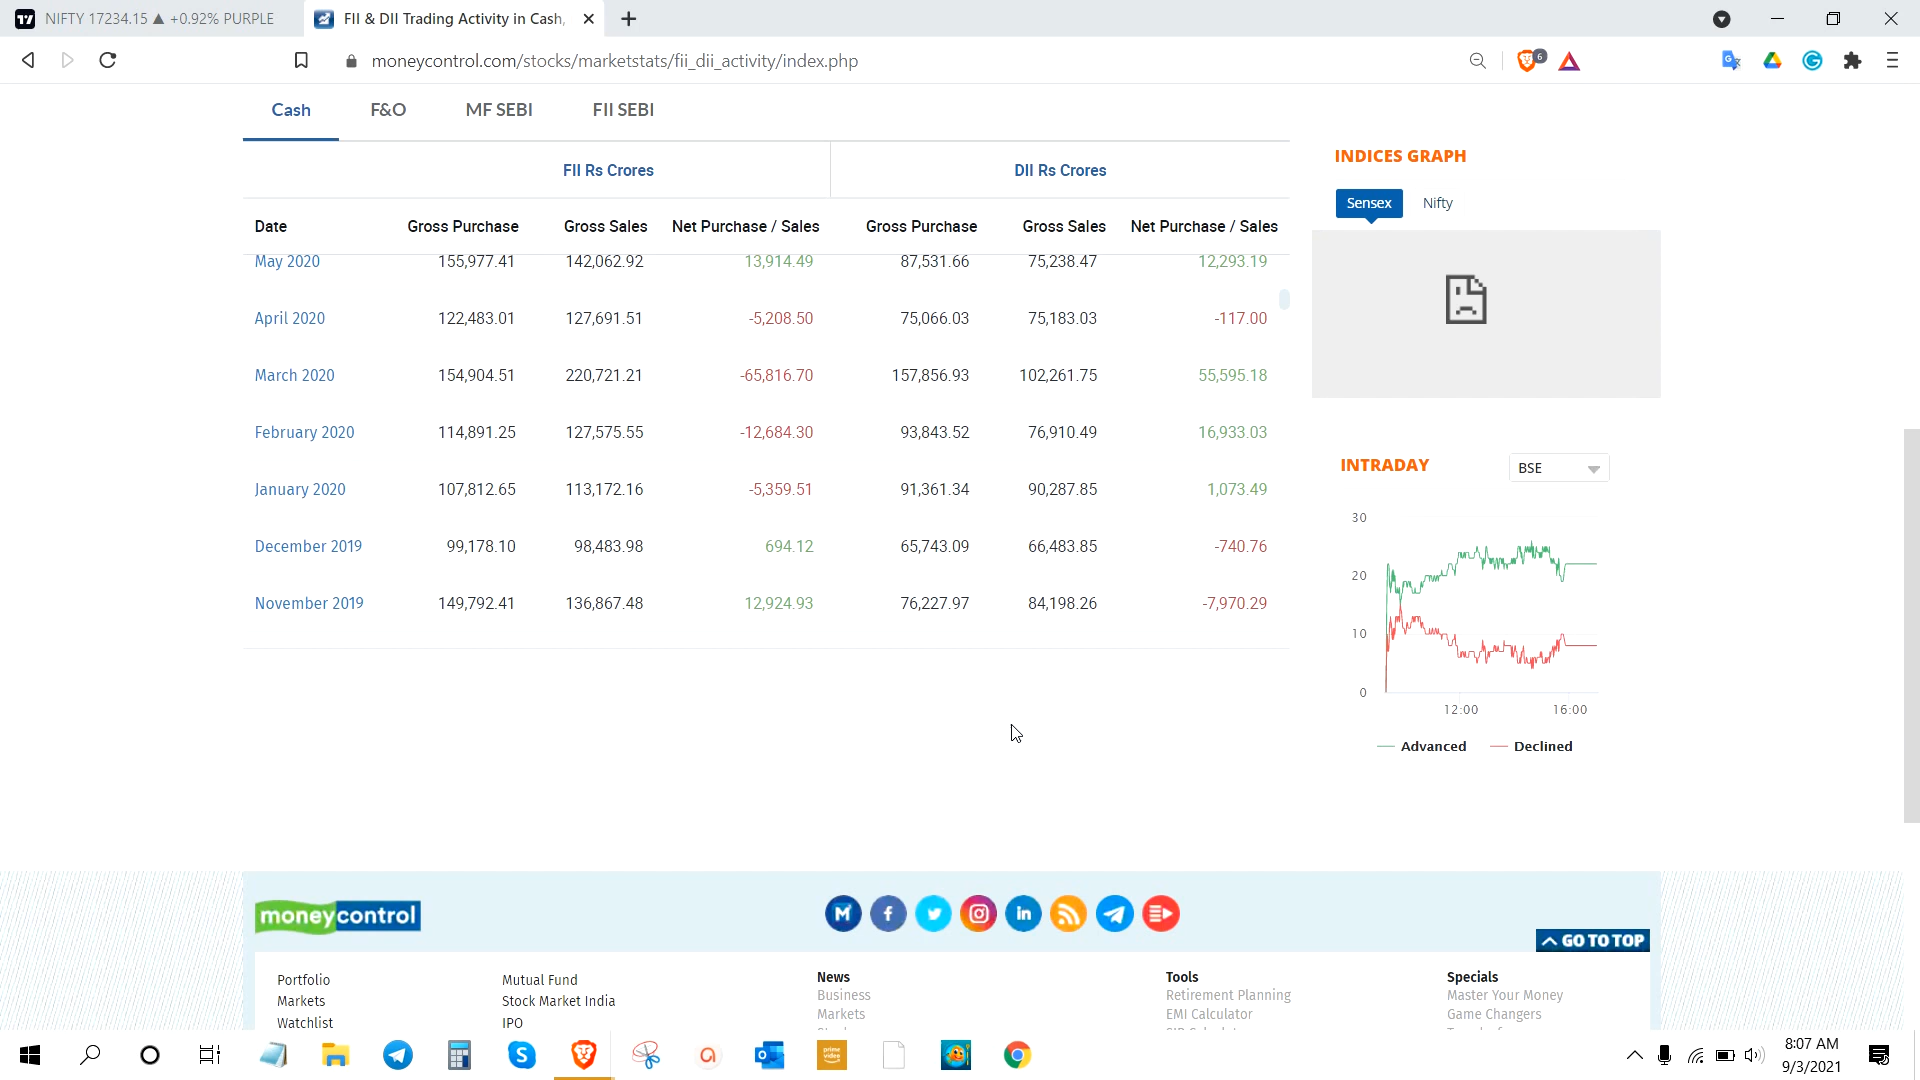 NIFTY 17234.15 ▲ +0.92% PURPLE
FII & DII Trading Activity in Cash,
moneycontrol.com/stocks/marketstats/fii_dii_activity/index.php
6
Cash F&O MF SEBI FII SEBI
FII Rs Crores DII Rs Crores
Date Gross Purchase Gross Sales Net Purchase / Sales Gross Purchase Gross Sales Net Purchase / Sales
May 2020 155,977.41 142,062.92 13,914.49 87,531.66 75,238.47 12,293.19
April 2020 122,483.01 127,691.51 -5,208.50 75,066.03 75,183.03 -117.00
March 2020 154,904.51 220,721.21 -65,816.70 157,856.93 102,261.75 55,595.18
February 2020 114,891.25 127,575.55 -12,684.30 93,843.52 76,910.49 16,933.03
January 2020 107,812.65 113,172.16 -5,359.51 91,361.34 90,287.85 1,073.49
December 2019 99,178.10 98,483.98 694.12 65,743.09 66,483.85 -740.76
November 2019 149,792.41 136,867.48 12,924.93 76,227.97 84,198.26 -7,970.29
INDICES GRAPH
Sensex Nifty
INTRADAY BSE
30
20
10
0
12:00 16:00
Advanced Declined
moneycontrol
GO TO TOP
Portfolio Mutual Fund News Tools Specials
Markets Stock Market India Business Retirement Planning Master Your Money
Watchlist IPO Markets EMI Calculator Game Changers
prime video
8:07 AM
9/3/2021